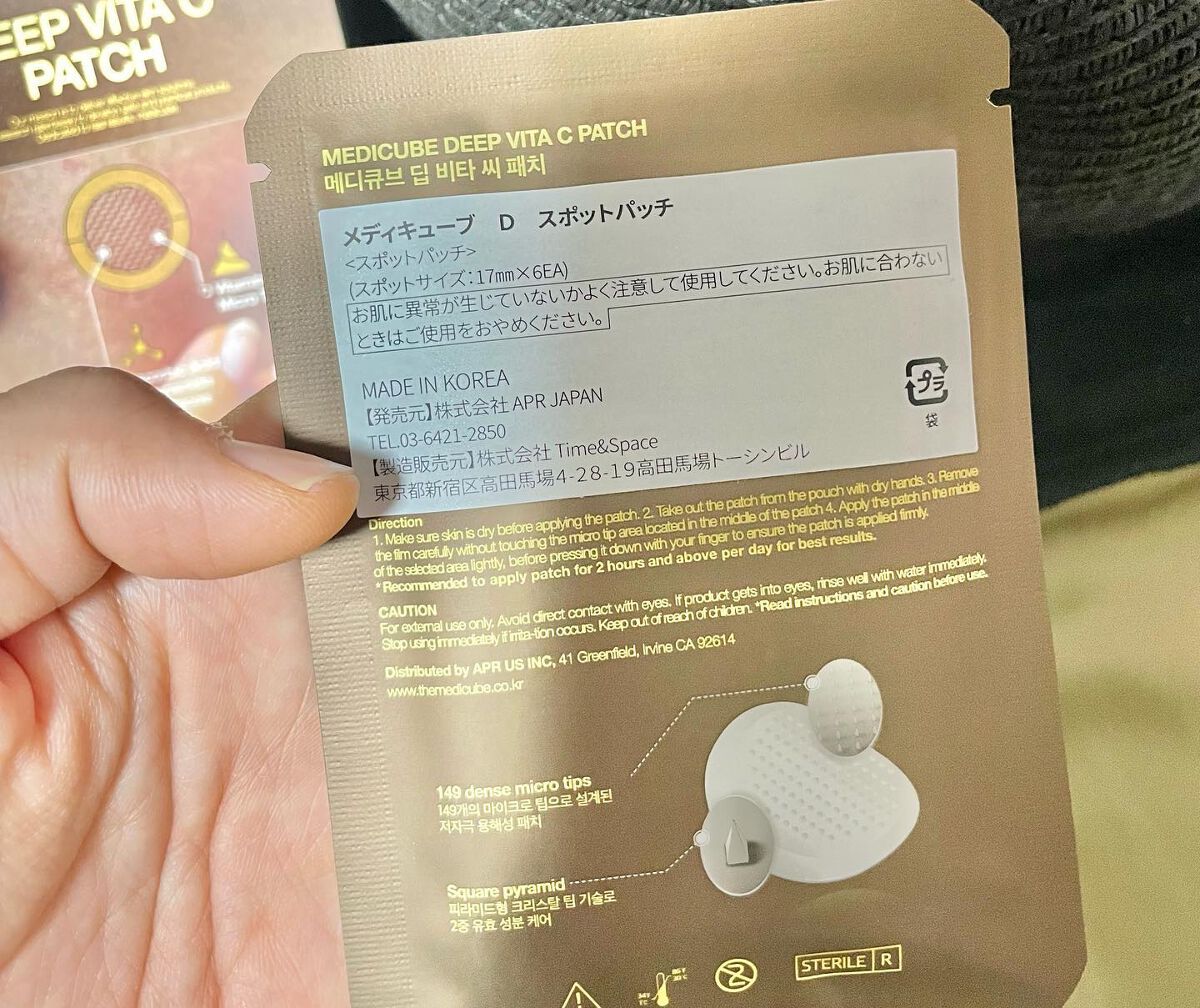 EEP VITA C
PATCH
MEDICUBE DEEP VITA C PATCH
메디큐브 딥 비타 씨 패치
メディキューブ D スポットパッチ
<スポットパッチ>
(スポットサイズ:17mm×6EA)
お肌に異常が生じていないかよく注意して使用してください。お肌に合わない
ときはご使用をおやめください。
MADE IN KOREA
【発売元】株式会社 APR JAPAN
TEL.03-6421-2850
【製造販売元】株式会社 Time&Space
東京都新宿区高田馬場4-28-19高田馬場トーシンビル
プラ
袋
Direction
1. Make sure skin is dry before applying the patch. 2. Take out the patch from the pouch with dry hands. 3. Remove
the film carefully without touching the micro tip area located in the middle of the patch 4. Apply the patch in the middle
of the selected area lightly, before pressing it down with your finger to ensure the patch is applied firmly.
*Recommended to apply patch for 2 hours and above per day for best results.
CAUTION
For external use only. Avoid direct contact with eyes. If product gets into eyes, rinse well with water immediately.
Stop using immediately if irrita-tion occurs. Keep out of reach of children. *Read instructions and caution before use.
Distributed by APR US INC, 41 Greenfield, Irvine CA 92614
www.themedicube.co.kr
149 dense micro tips
149개의 마이크로 팁으로 설계된
저자극 용해성 패치
Square pyramid
피라미드형 크리스탈 팁 기술로
2중 유효 성분 케어
STERILE R